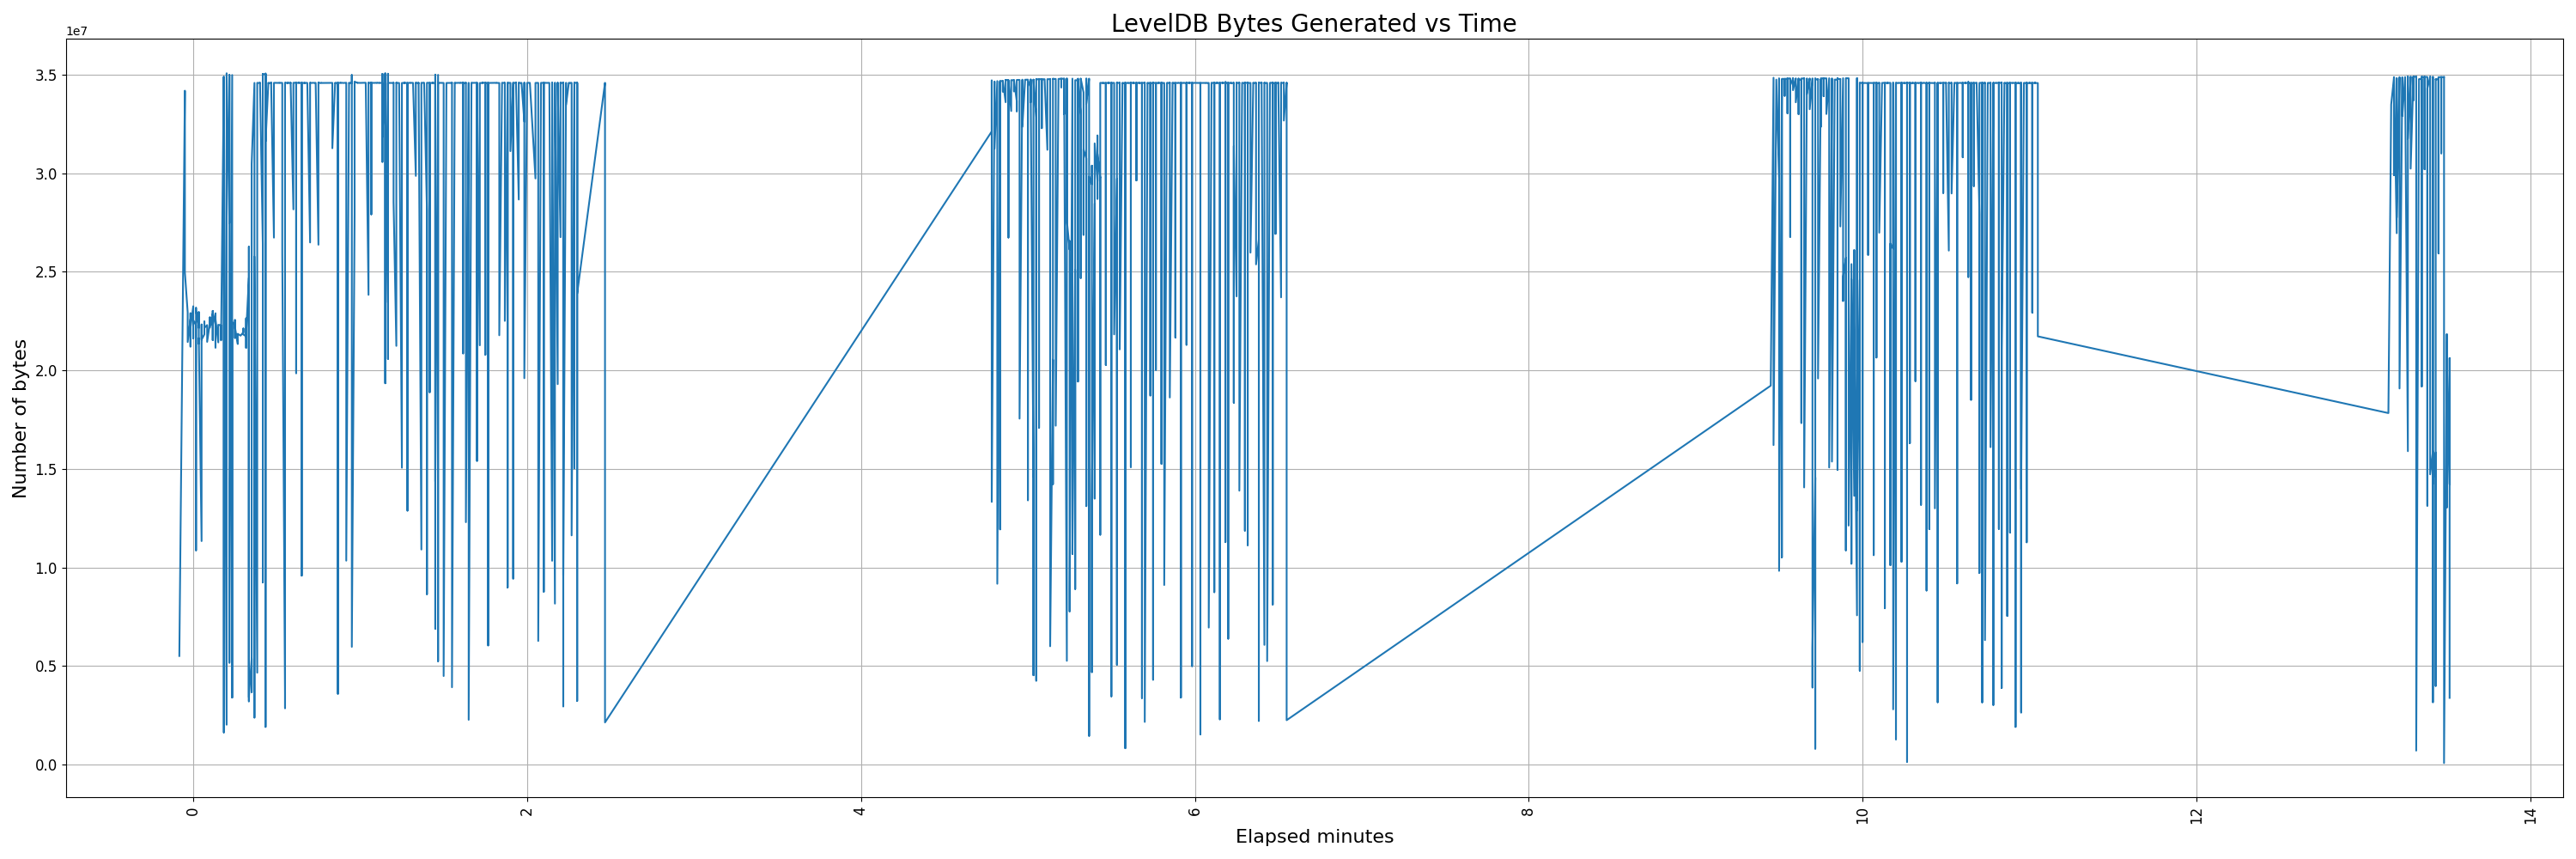 LevelDB Bytes Generated vs Time
1e7
3.5
3.0
2.5
2.0
1.5
1.0
0.5
0.0
Number of bytes
0 2 4 6 8 10 12 14
Elapsed minutes